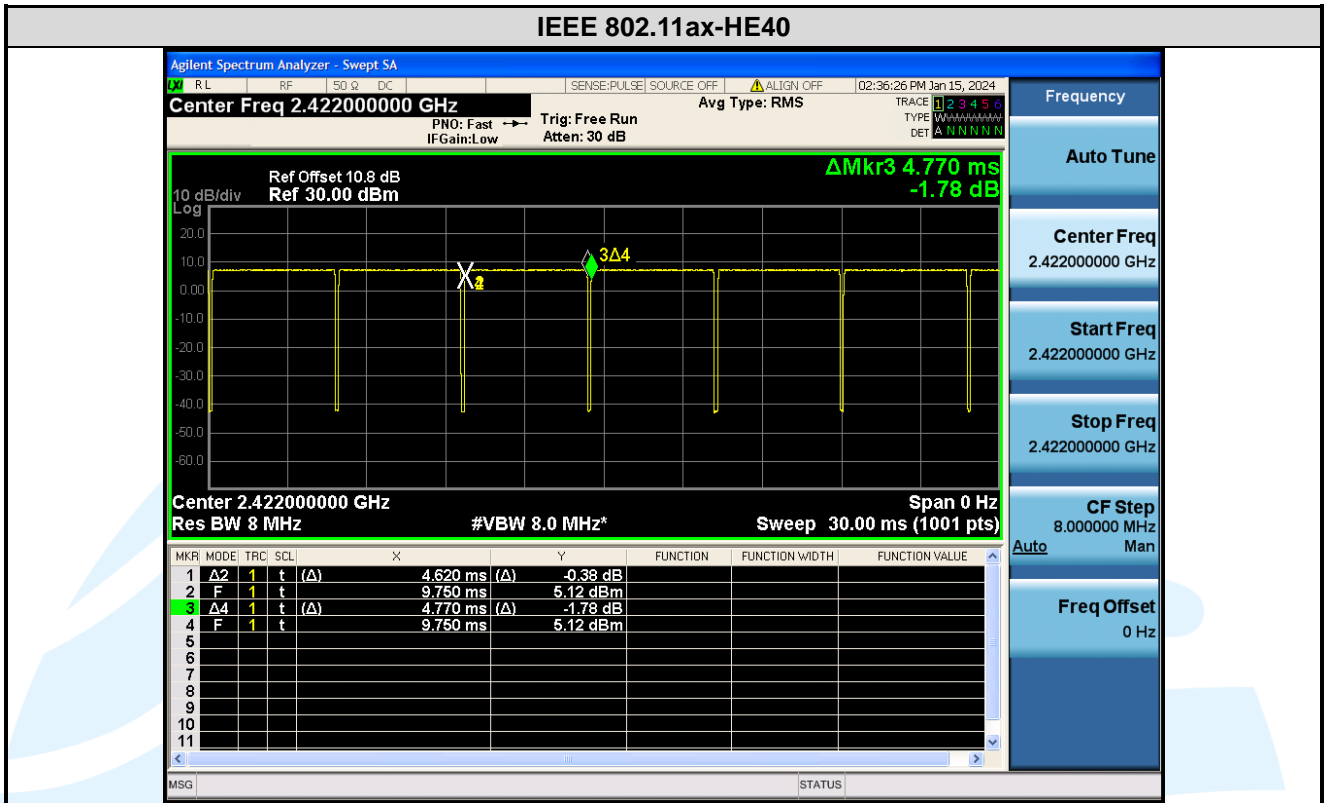 IEEE 802.11ax-HE40
Agilent Spectrum Analyzer - Swept SA
LXI RL RF 50 Ω DC SENSE:PULSE SOURCE OFF ALIGN OFF 02:36:26 PM Jan 15, 2024
Center Freq 2.422000000 GHz
Avg Type: RMS
TRACE 1 2 3 4 5 6
PNO: Fast
Trig: Free Run
TYPE W
IFGain:Low
Atten: 30 dB
DET A N N N N N
ΔMkr3 4.770 ms
-1.78 dB
Ref Offset 10.8 dB
10 dB/div Ref 30.00 dBm
Log
20.0
10.0
0.00
-10.0
-20.0
-30.0
-40.0
-50.0
-60.0
3Δ4
Center 2.422000000 GHz Span 0 Hz
Res BW 8 MHz #VBW 8.0 MHz* Sweep 30.00 ms (1001 pts)
MKR MODE TRC SCL X Y FUNCTION FUNCTION WIDTH FUNCTION VALUE
1 Δ2 1 t (Δ) 4.620 ms (Δ) -0.38 dB
2 F 1 t 9.750 ms 5.12 dBm
3 Δ4 1 t (Δ) 4.770 ms (Δ) -1.78 dB
4 F 1 t 9.750 ms 5.12 dBm
5
6
7
8
9
10
11
MSG STATUS
Frequency
Auto Tune
Center Freq
2.422000000 GHz
Start Freq
2.422000000 GHz
Stop Freq
2.422000000 GHz
CF Step
8.000000 MHz
Auto Man
Freq Offset
0 Hz